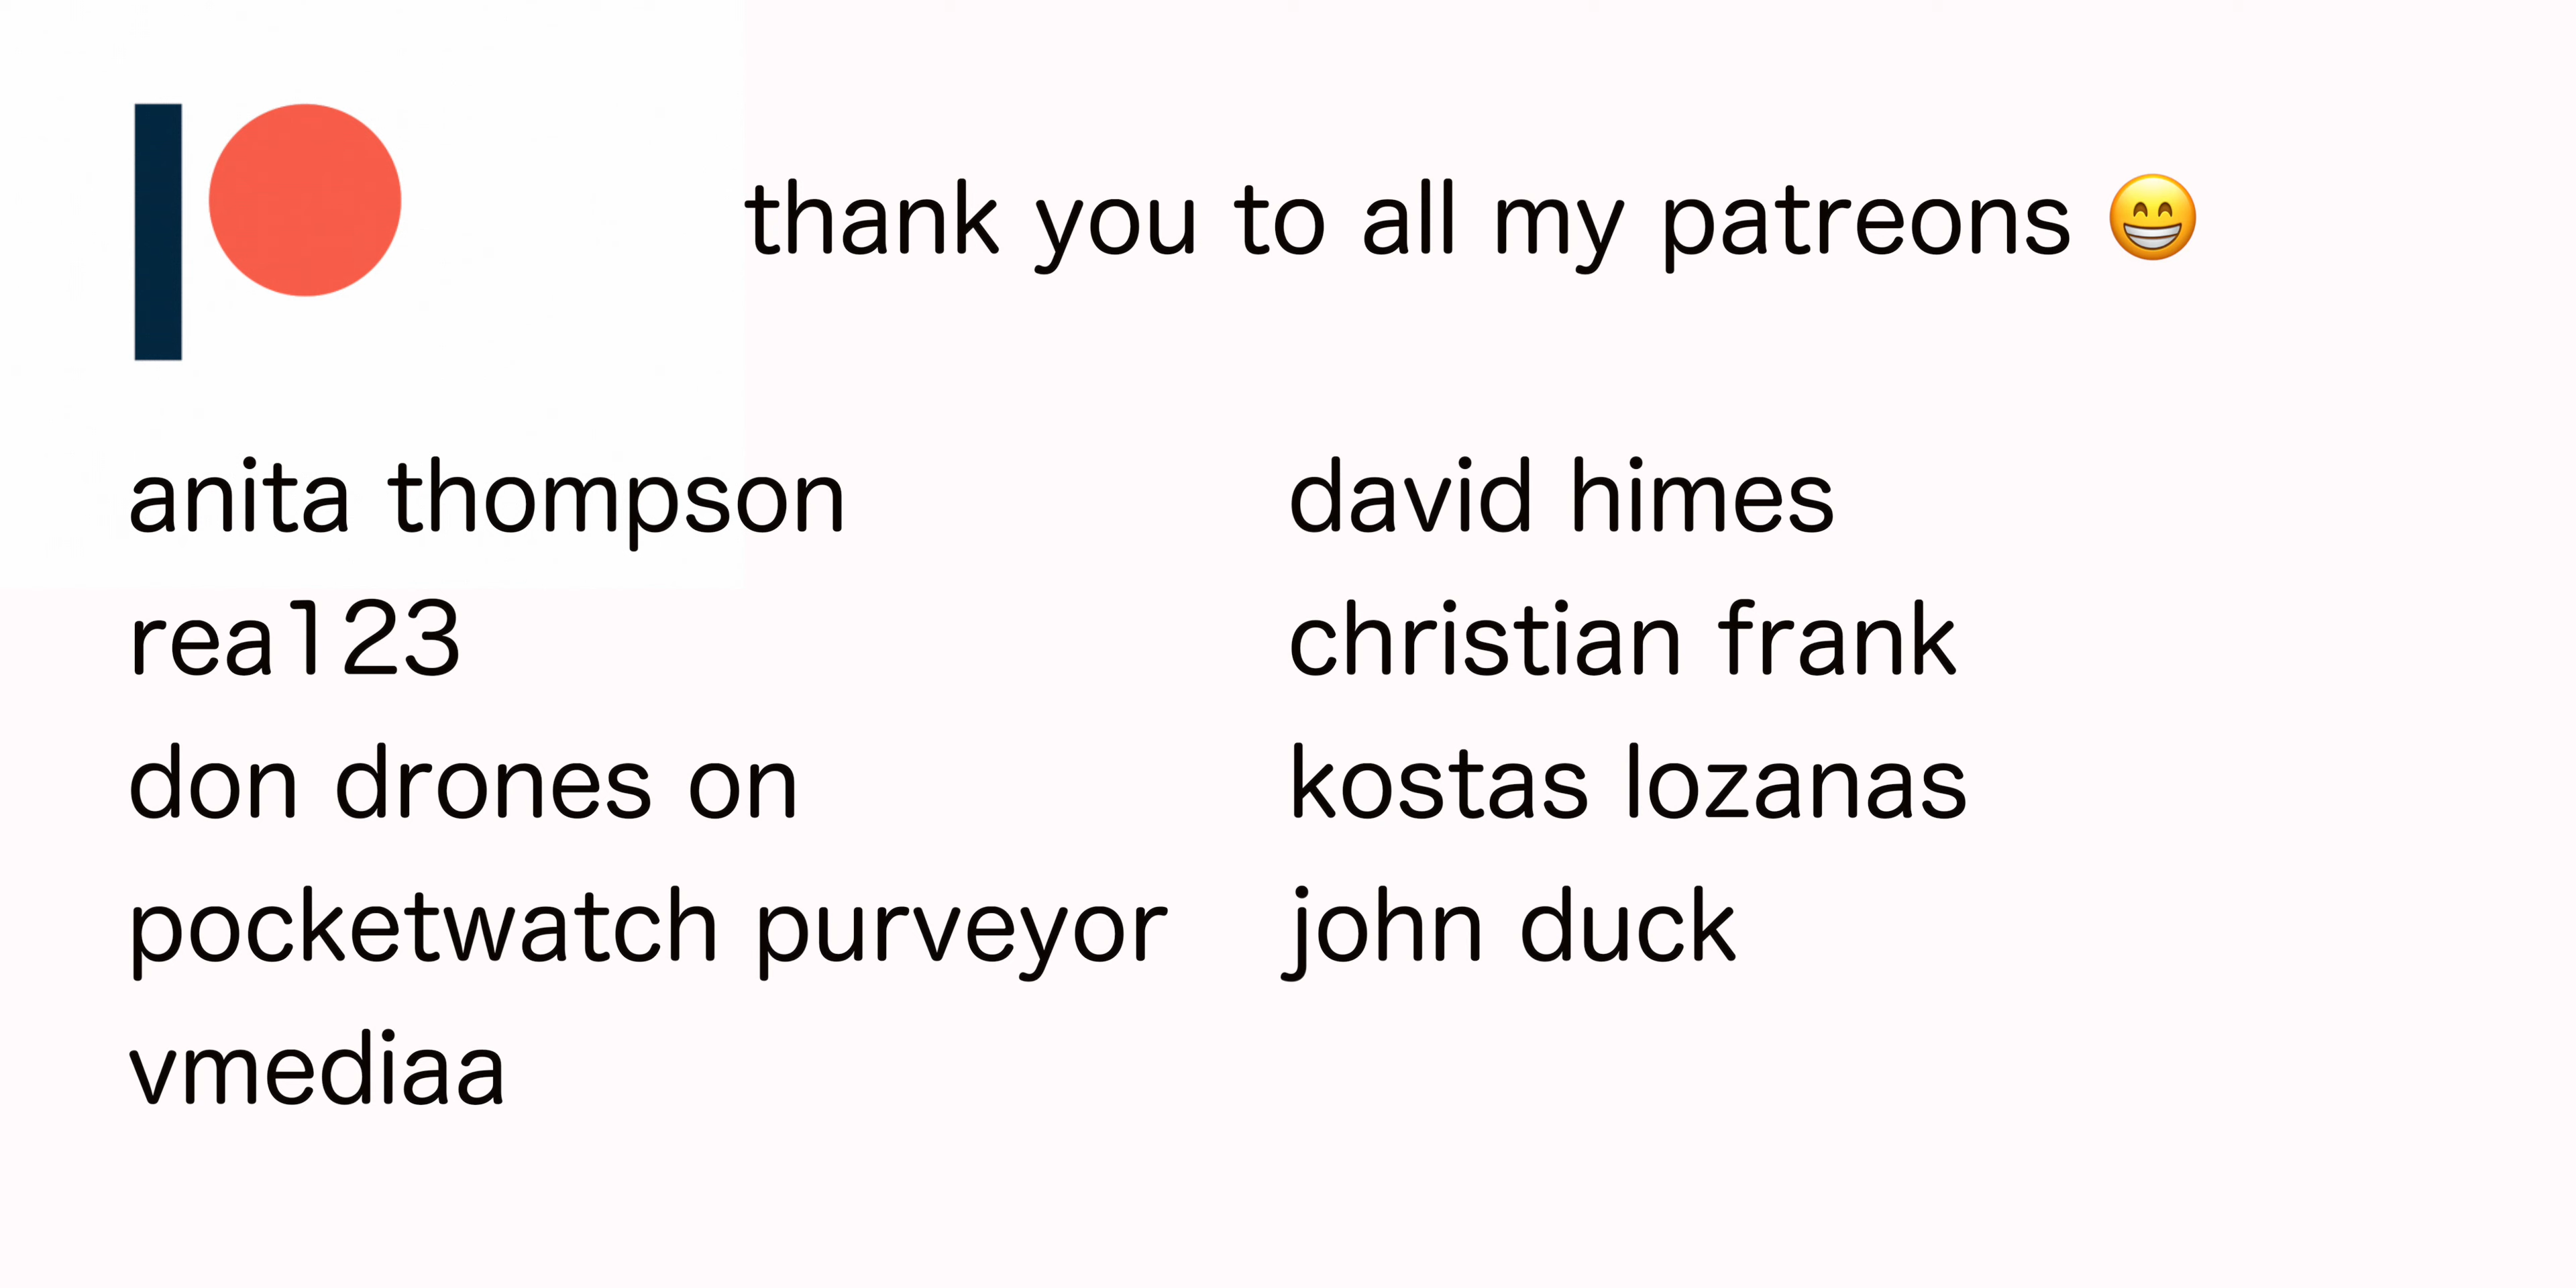 thank you to all my patreons 😁
anita thompson
rea123
don drones on
pocketwatch purveyor
vmediaa
david himes
christian frank
kostas lozanas
john duck